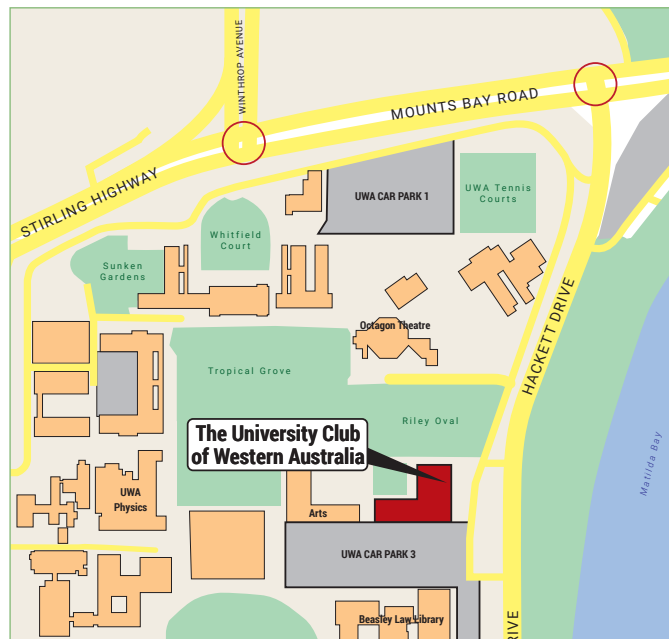 WINTHROP AVENUE
MOUNTS BAY ROAD
STIRLING HIGHWAY
UWA CAR PARK 1
UWA Tennis
Courts
Whitfield
Court
Sunken
Gardens
HACKETT DRIVE
Octagon Theatre
Tropical Grove
Riley Oval
The University Club
of Western Australia
Matilda Bay
UWA
Physics
Arts
UWA CAR PARK 3
Beasley Law Library
RIVE